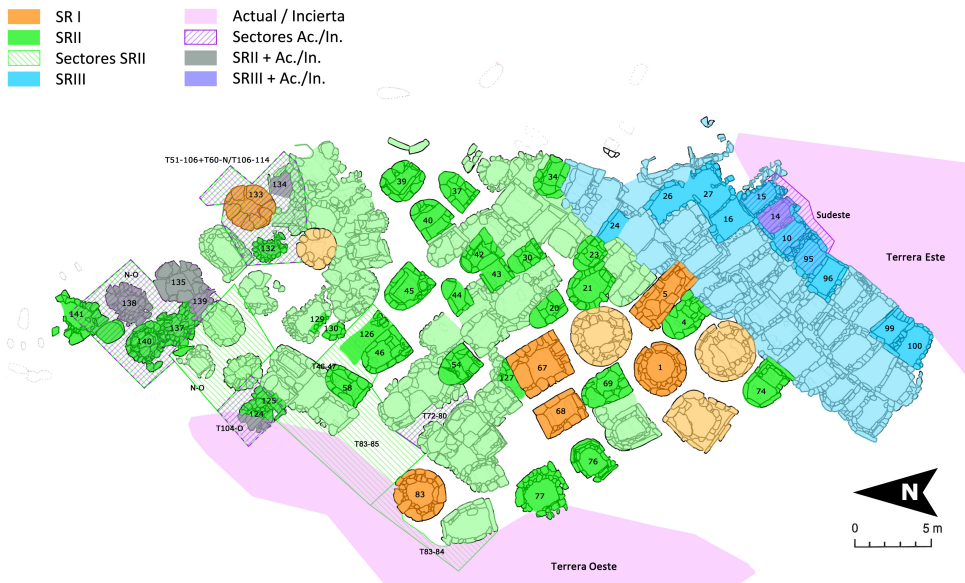 SR I
SRII
Sectores SRII
SRIII
Actual / Incierta
Sectores Ac./In.
SRII + Ac./In.
SRIII + Ac./In.
T51-106+T60-N/T106-114
134
133
132
39
37
40
34
27
26
15
16
14
24
10
Sudeste
95
96
Terrera Este
N-O
135
138
139
141
137
140
42
30
43
23
45
44
21
20
5
4
129
130
126
46
T46-47
58
54
127
67
69
68
1
99
100
74
N-O
125
124
T104-O
T72-80
T83-85
76
77
83
T83-84
Terrera Oeste
N
0 5 m